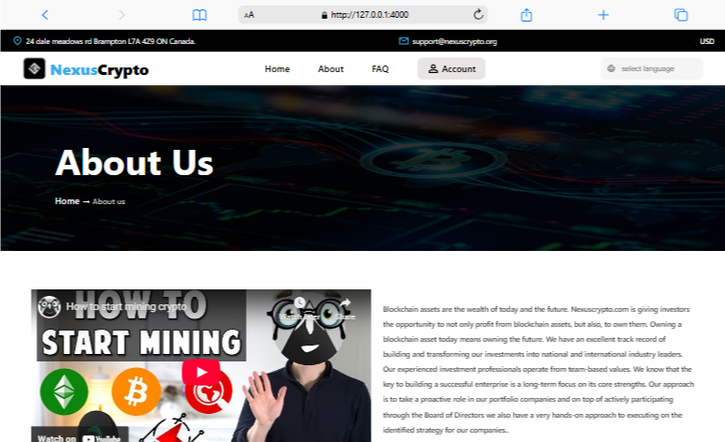 AA
http://127.0.0.1:4000
24 dale meadows rd Brampton L7A 4Z9 ON Canada.
support@nexuscrypto.org
USD
NexusCrypto
Home
About
FAQ
Account
select language
About Us
Home → About us
How to start mining crypto
HOW TO
START MINING
Watch later
Share
Watch on YouTube
Blockchain assets are the wealth of today and the future. Nexuscrypto.com is giving investors
the opportunity to not only profit from blockchain assets, but also, to own them. Owning a
blockchain asset today means owning the future. We have an excellent track record of
building and transforming our investments into national and international industry leaders.
Our experienced investment professionals operate from team-based values. We know that the
key to building a successful enterprise is a long-term focus on its core strengths. Our approach
is to take a proactive role in our portfolio companies and on top of actively participating
through the Board of Directors we also have a very hands-on approach to executing on the
identified strategy for our companies..